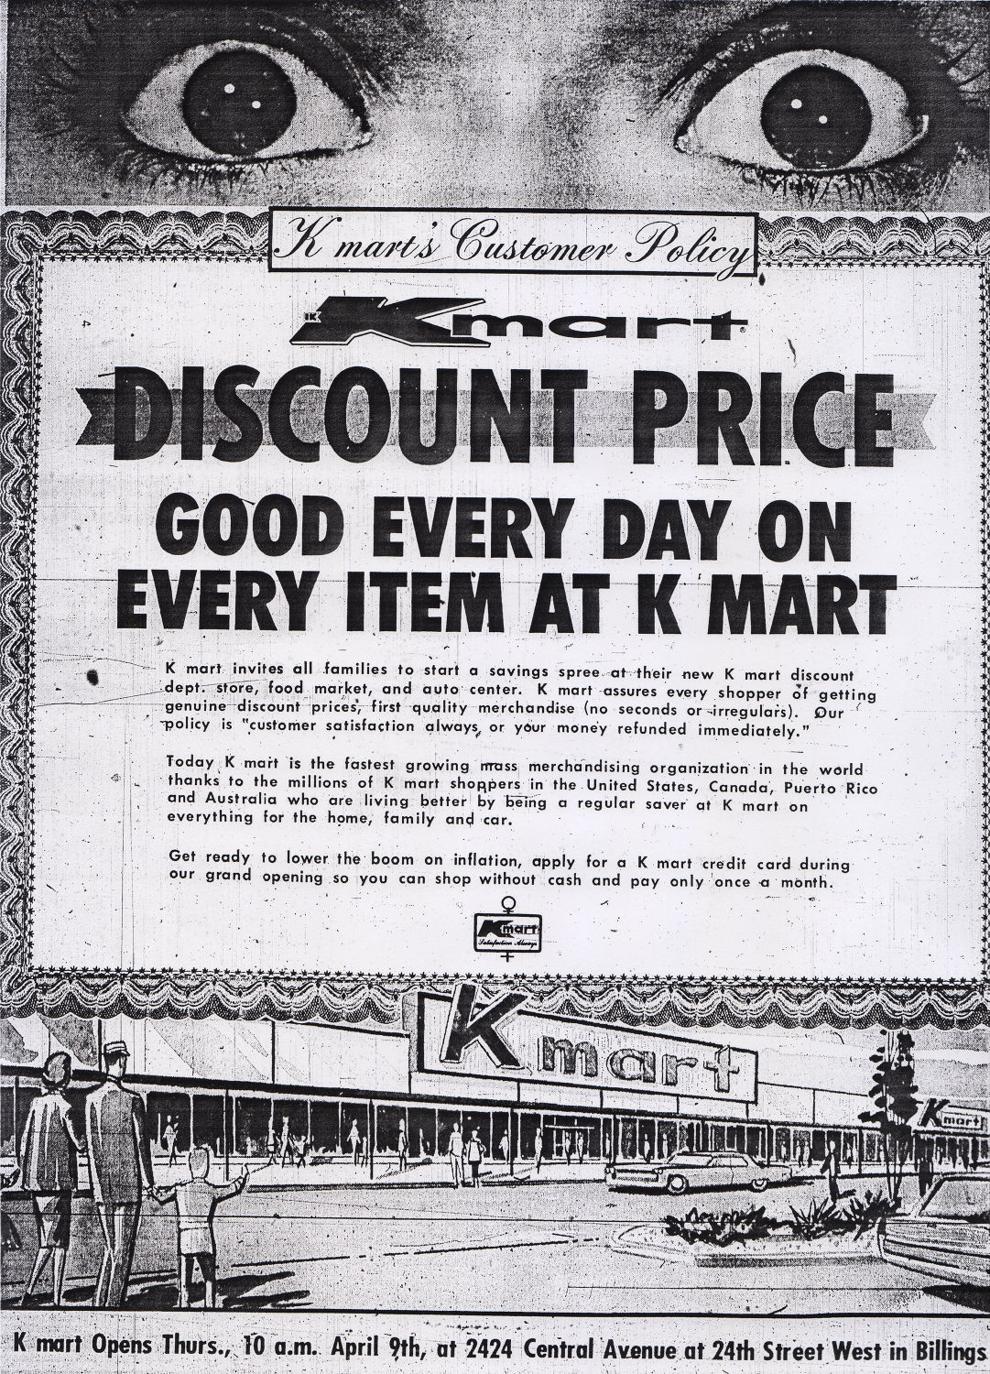 K mart's Customer Policy
Kmart
DISCOUNT PRICE
GOOD EVERY DAY ON
EVERY ITEM AT K MART
K mart invites all families to start a savings spree at their new K mart discount
dept. store, food market, and auto center. K mart assures every shopper of getting
genuine discount prices, first quality merchandise (no seconds or irregulars). Our
policy is "customer satisfaction always, or your money refunded immediately."
Today K mart is the fastest growing mass merchandising organization in the world
thanks to the millions of K mart shoppers in the United States, Canada, Puerto Rico
and Australia who are living better by being a regular saver at K mart on
everything for the home, family and car.
Get ready to lower the boom on inflation, apply for a K mart credit card during
our grand opening so you can shop without cash and pay only once a month.
Kmart
Satisfaction Always
Kmart
Kmart
K mart Opens Thurs., 10 a.m. April 9th, at 2424 Central Avenue at 24th Street West in Billings